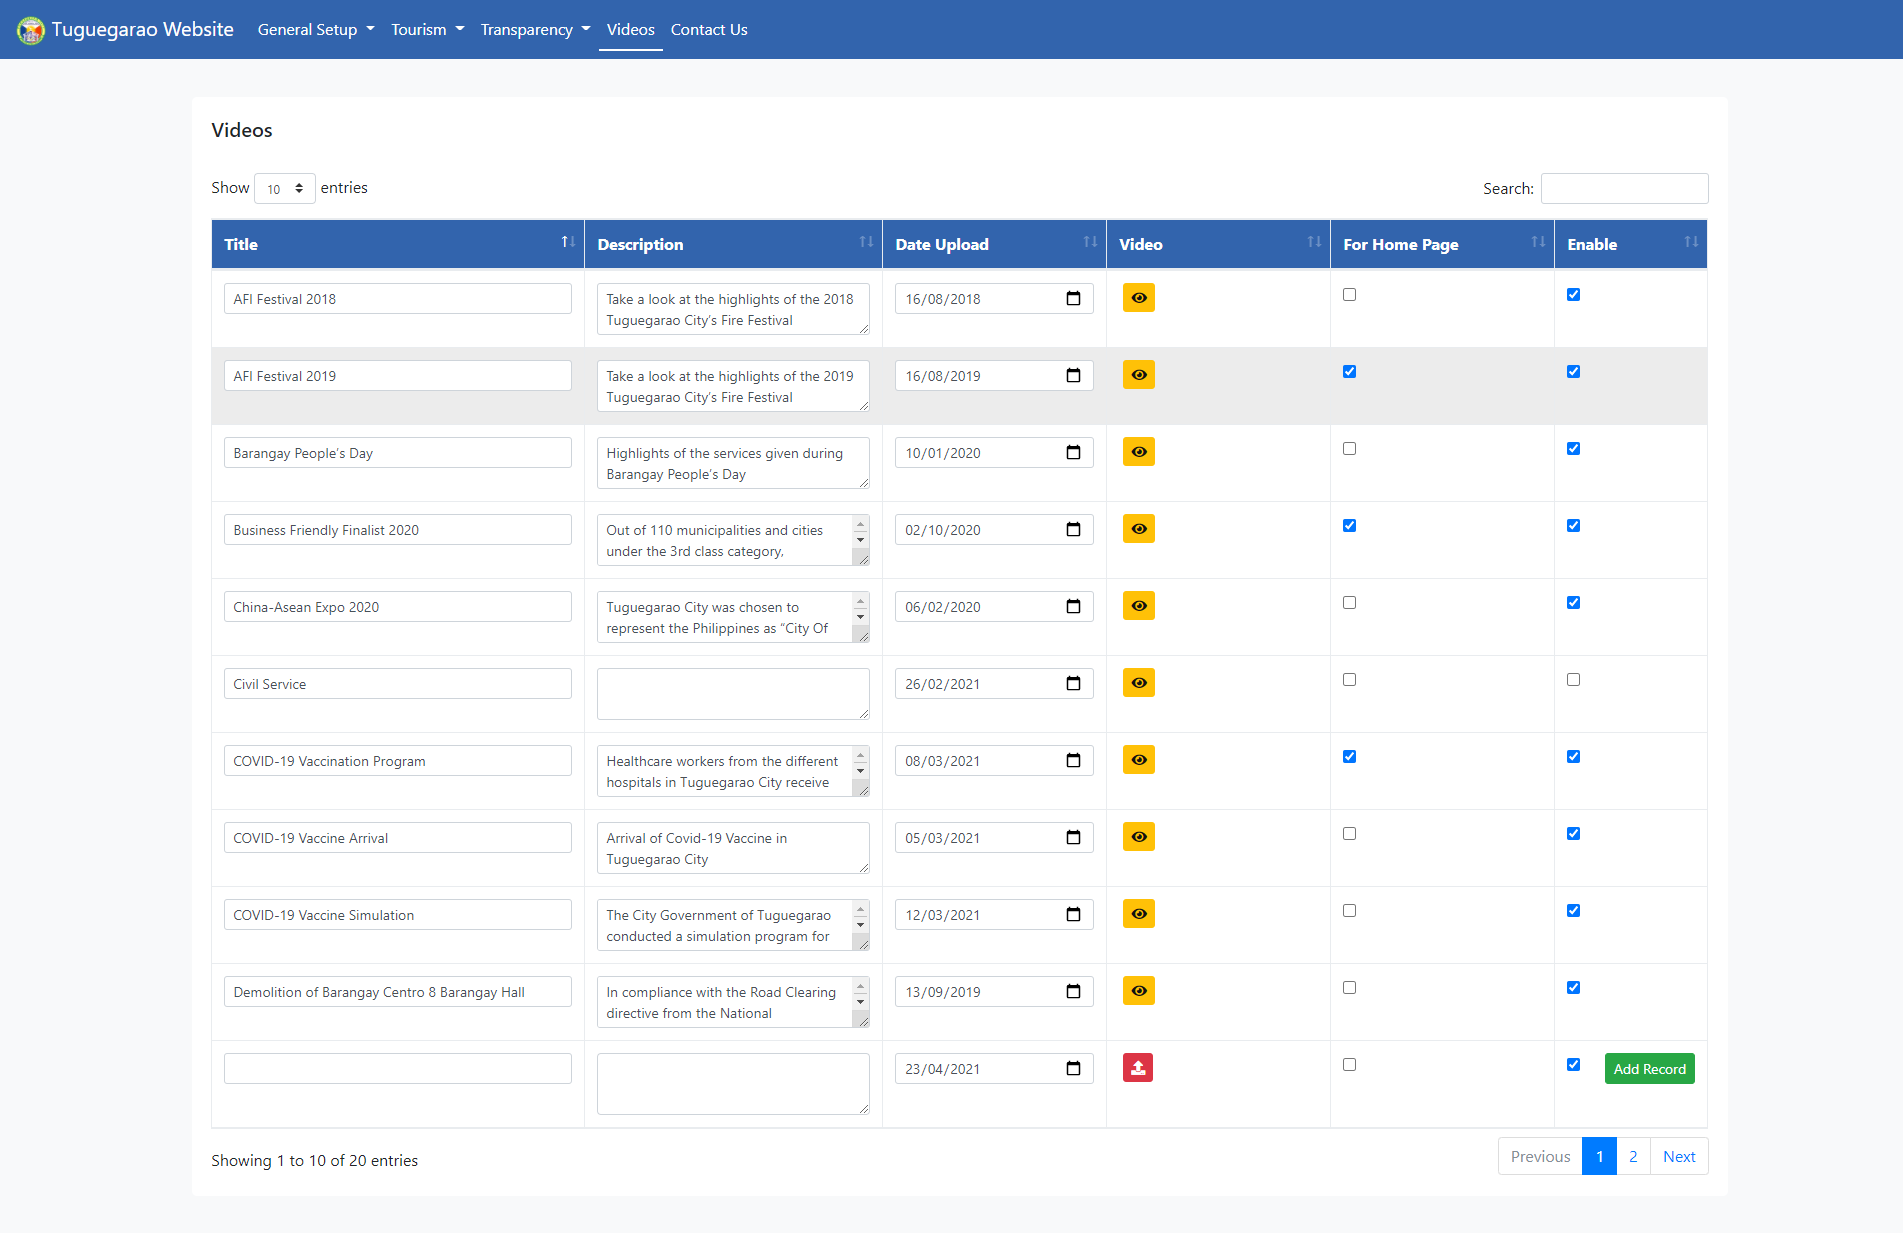 Tuguegarao Website General Setup Tourism Transparency Videos Contact Us
Videos
Show 10 entries
Search:
Title Description Date Upload Video For Home Page Enable
AFI Festival 2018
Take a look at the highlights of the 2018
Tuguegarao City's Fire Festival
16/08/2018
AFI Festival 2019
Take a look at the highlights of the 2019
Tuguegarao City's Fire Festival
16/08/2019
Barangay People's Day
Highlights of the services given during
Barangay People's Day
10/01/2020
Business Friendly Finalist 2020
Out of 110 municipalities and cities
under the 3rd class category,
02/10/2020
China-Asean Expo 2020
Tuguegarao City was chosen to
represent the Philippines as “City Of
06/02/2020
Civil Service
26/02/2021
COVID-19 Vaccination Program
Healthcare workers from the different
hospitals in Tuguegarao City receive
08/03/2021
COVID-19 Vaccine Arrival
Arrival of Covid-19 Vaccine in
Tuguegarao City
05/03/2021
COVID-19 Vaccine Simulation
The City Government of Tuguegarao
conducted a simulation program for
12/03/2021
Demolition of Barangay Centro 8 Barangay Hall
In compliance with the Road Clearing
directive from the National
13/09/2019
23/04/2021
Add Record
Showing 1 to 10 of 20 entries
Previous 1 2 Next